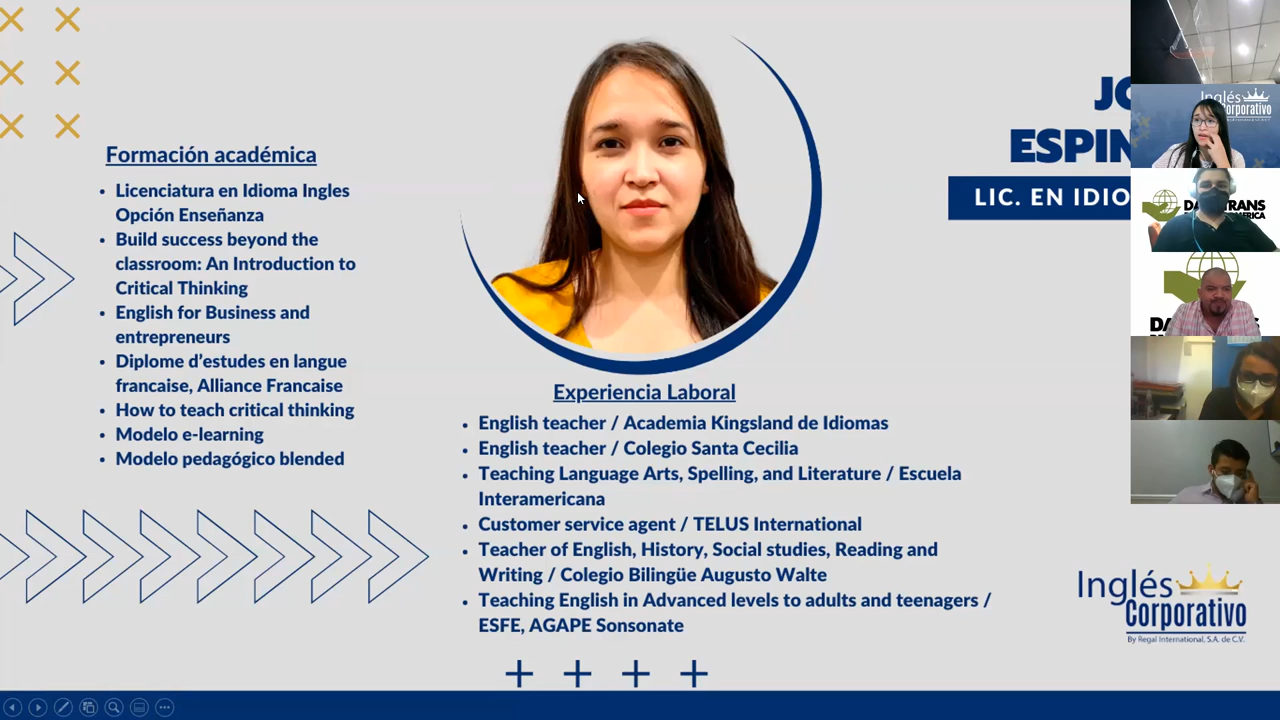 Formación académica
Licenciatura en Idioma Ingles
Opción Enseñanza
Build success beyond the
classroom: An Introduction to
Critical Thinking
English for Business and
entrepreneurs
Diplome d'estudes en langue
francaise, Alliance Francaise
How to teach critical thinking
Modelo e-learning
Modelo pedagógico blended
Experiencia Laboral
English teacher / Academia Kingsland de Idiomas
English teacher / Colegio Santa Cecilia
Teaching Language Arts, Spelling, and Literature / Escuela
Interamericana
Customer service agent / TELUS International
Teacher of English, History, Social studies, Reading and
Writing / Colegio Bilingüe Augusto Walte
Teaching English in Advanced levels to adults and teenagers /
ESFE, AGAPE Sonsonate
ESPIN
LIC. EN IDIO
Inglés
Corporativo
By Regal International, S.A. de C.V.